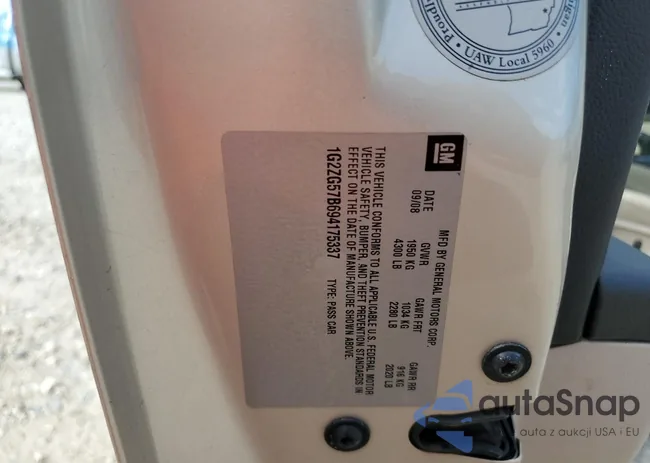 Proudly
igan
UAW Local 5960
GM
MFD BY GENERAL MOTORS CORP.
DATE GVWR GAWR FRT GAWR RR
09/08 1950 KG 1034 KG 916 KG
4300 LB 2280 LB 2020 LB
THIS VEHICLE CONFORMS TO ALL APPLICABLE U.S. FEDERAL MOTOR
VEHICLE SAFETY, BUMPER, AND THEFT PREVENTION STANDARDS IN
EFFECT ON THE DATE OF MANUFACTURE SHOWN ABOVE.
1G2ZG57B694175337 TYPE: PASS CAR
autaSnap
auta z aukcji USA i EU